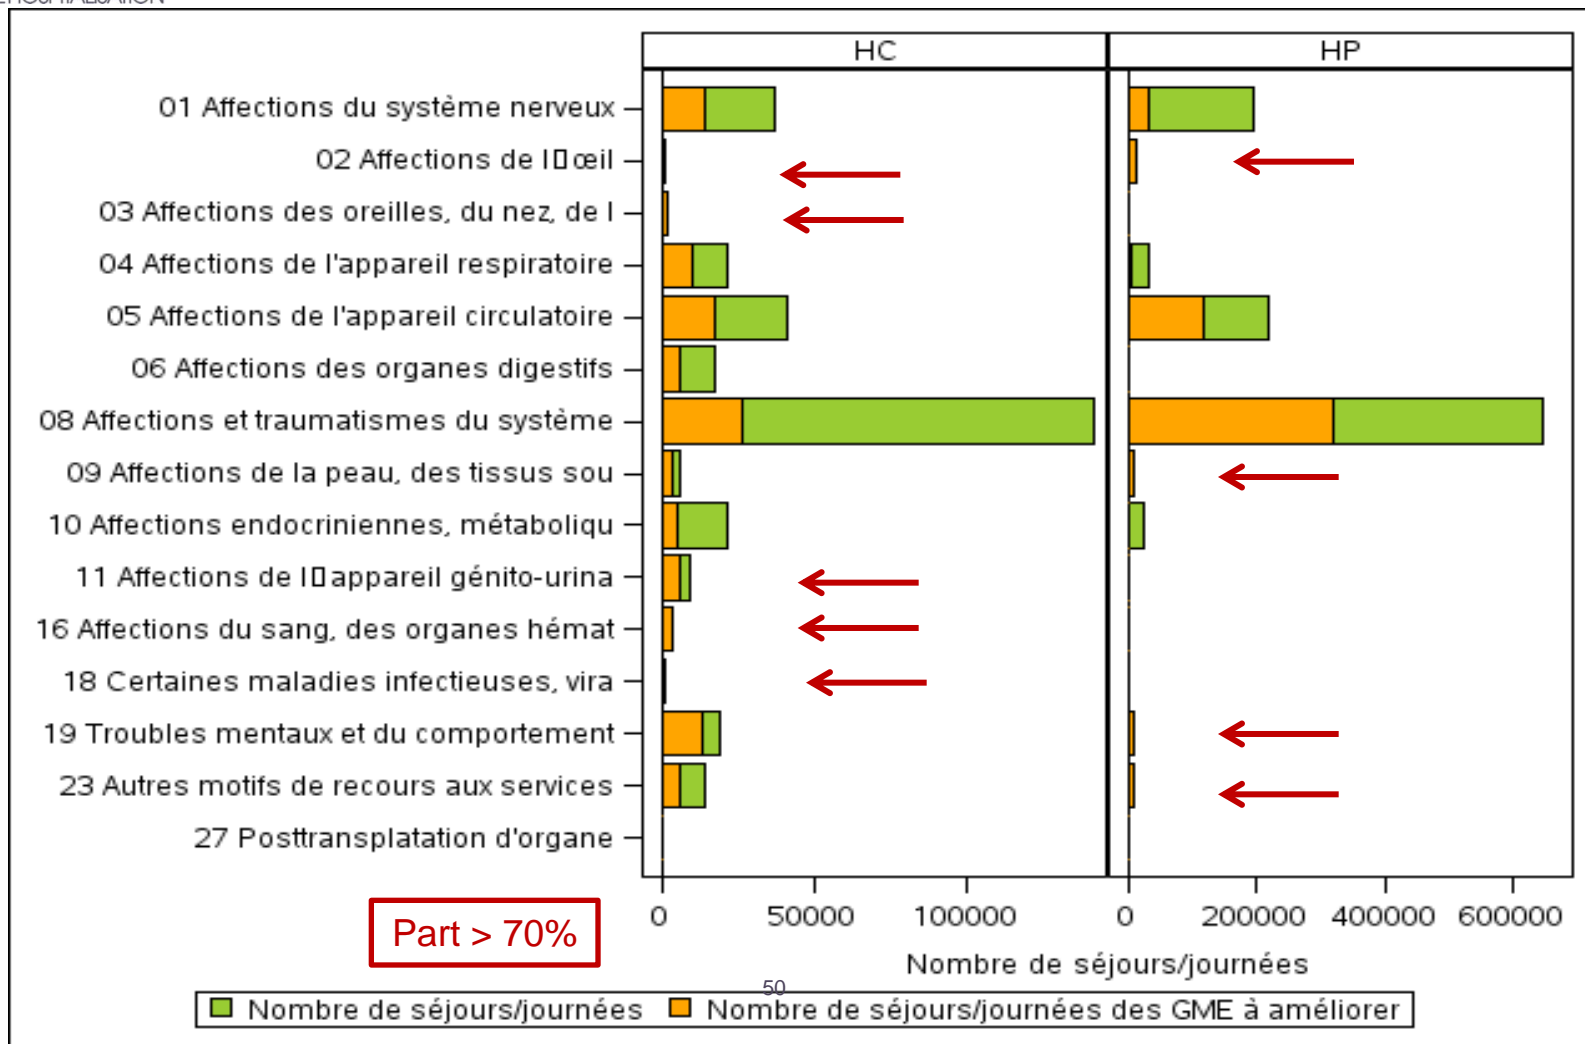 HC
HP
01 Affections du système nerveux
02 Affections de l□œil
03 Affections des oreilles, du nez, de l
04 Affections de l'appareil respiratoire
05 Affections de l'appareil circulatoire
06 Affections des organes digestifs
08 Affections et traumatismes du système
09 Affections de la peau, des tissus sou
10 Affections endocriniennes, métaboliqu
11 Affections de l□appareil génito-urina
16 Affections du sang, des organes hémat
18 Certaines maladies infectieuses, vira
19 Troubles mentaux et du comportement
23 Autres motifs de recours aux services
27 Posttransplatation d'organe
0 50000 100000
0 200000 400000 600000
Part > 70%
Nombre de séjours/journées
50
Nombre de séjours/journées
Nombre de séjours/journées des GME à améliorer